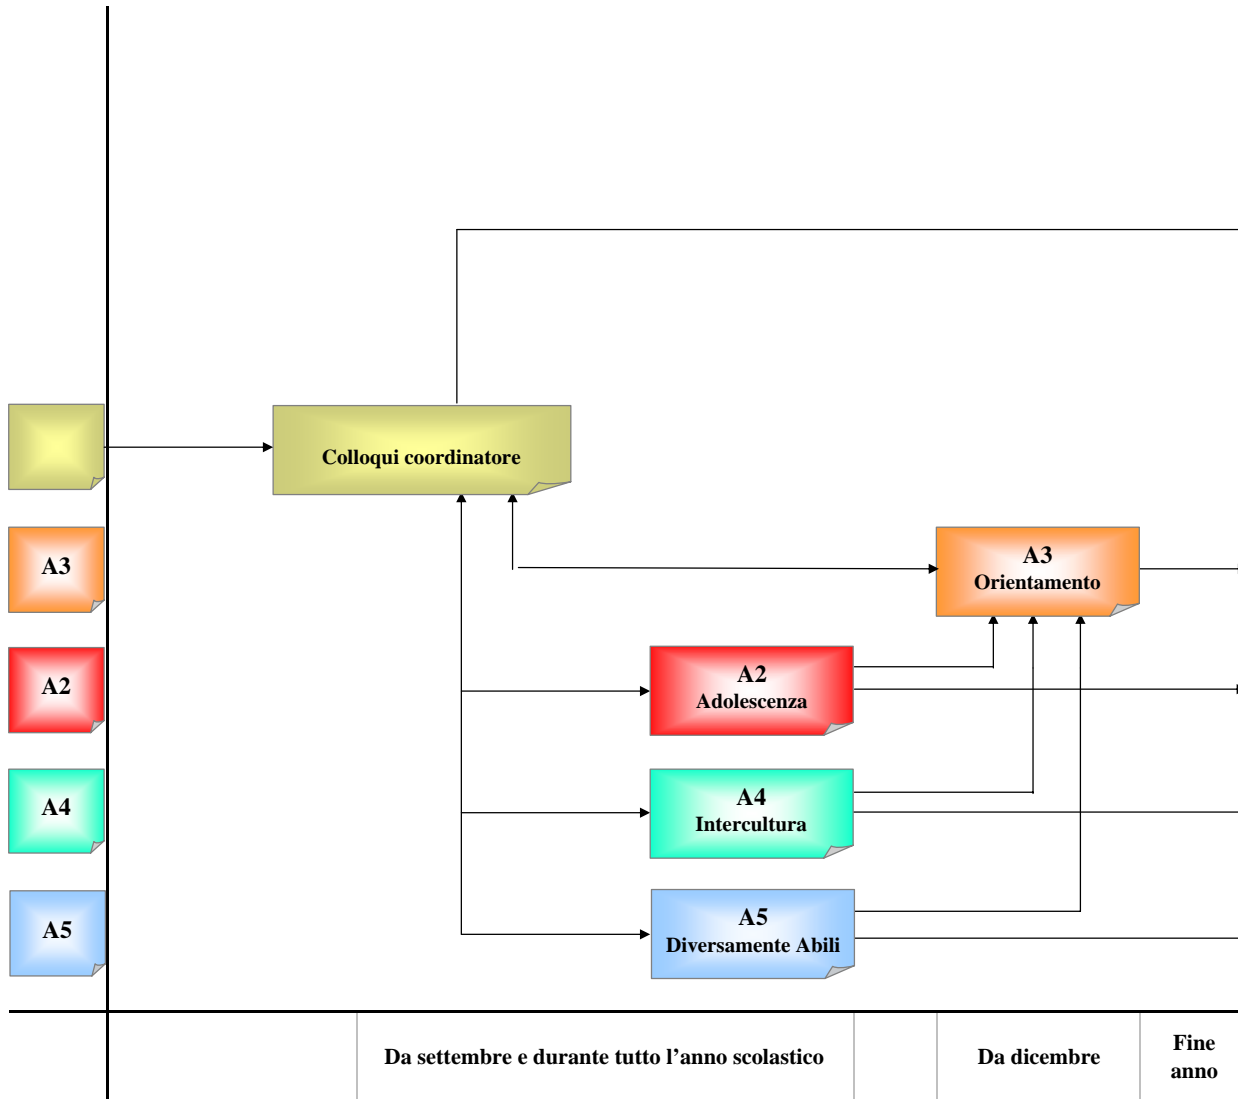 Colloqui coordinatore
A3
A3
Orientamento
A2
A2
Adolescenza
A4
A4
Intercultura
A5
A5
Diversamente Abili
Da settembre e durante tutto l’anno scolastico
Da dicembre
Fine
anno